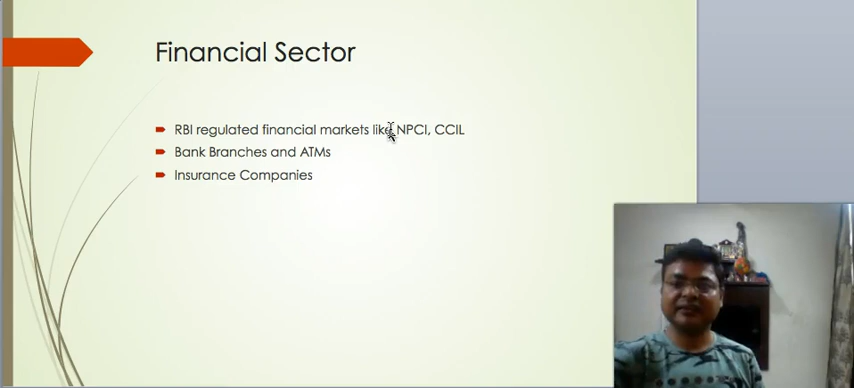 Financial Sector
RBI regulated financial markets like NPCI, CCIL
Bank Branches and ATMs
Insurance Companies